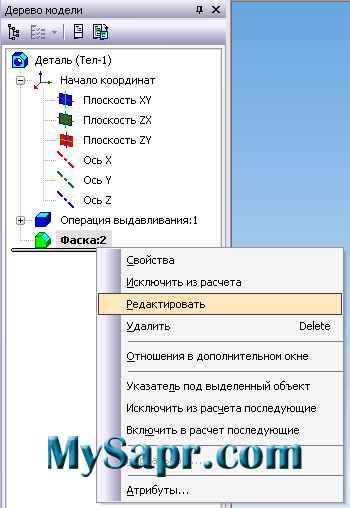 Дерево модели
Деталь (Тел-1)
Начало координат
Плоскость XY
Плоскость ZX
Плоскость ZY
Ось X
Ось Y
Ось Z
Операция выдавливания:1
Фаска:2
Свойства
Исключить из расчета
Редактировать
Удалить Delete
Отношения в дополнительном окне
Указатель под выделенный объект
Исключить из расчета последующие
Включить в расчет последующие
MySapr.com
Атрибуты...